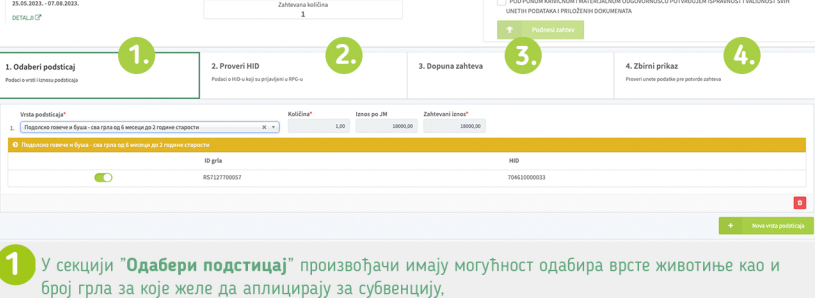 25.05.2023. - 07.08.2023.
DETALJI
Zahtevana količina
1
POD PUNOM KRIVIČNOM I MATERIJALNOM ODGOVORNOŠĆU POTVRĐUJEM ISPRAVNOST I VALIDNOST SVIH
UNETIH PODATAKA I PRILOŽENIH DOKUMENATA
Podnesi zahtev
1.
2.
3.
4.
1. Odaberi podsticaj
Podaci o vrsti i iznosu podsticaja
2. Proveri HID
Podaci o HID-u koji su prijavljeni u RPG-u
3. Dopuna zahteva
4. Zbirni prikaz
Proveri unete podatke pre potvrde zahteva
Vrsta podsticaja* Količina* Iznos po JM Zahtevani iznos*
1. Подолско говече и буша - сва грла од 6 месеци до 2 године старости 1,00 18000,00 18000,00
Подолско говече и буша - сва грла од 6 месеци до 2 године старости
ID grla HID
RS7127700057 704610000033
Nova vrsta podsticaja
1 У секцији "Одабери подстицај" произвођачи имају могућност одабира врсте животиње као и
број грла за које желе да аплицирају за субвенцију,